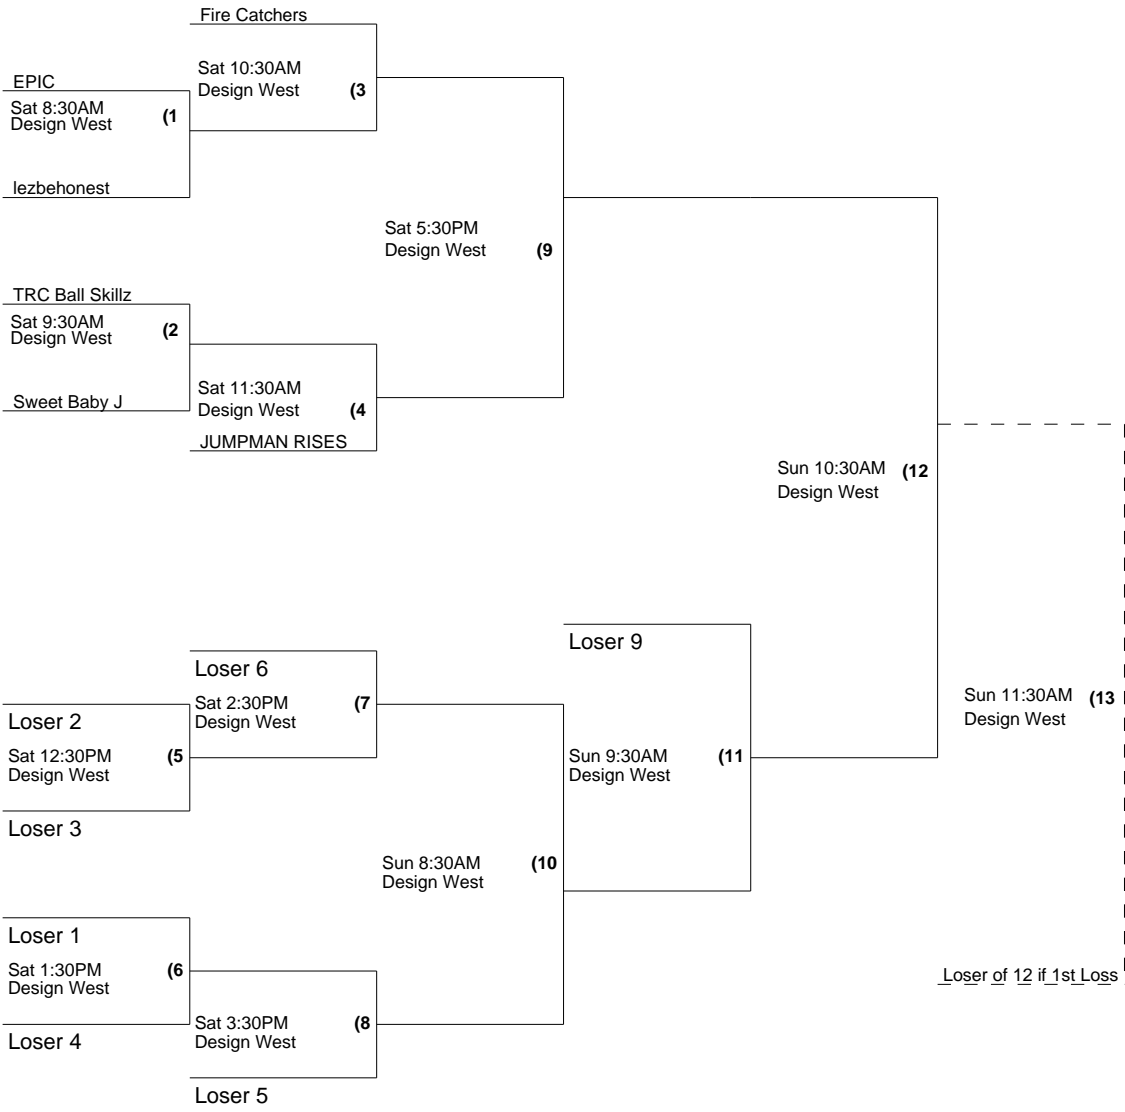 Fire Catchers
Sat 10:30AM
Design West
(3
EPIC
Sat 8:30AM
Design West
(1
lezbehonest
Sat 5:30PM
Design West
(9
TRC Ball Skillz
Sat 9:30AM
Design West
(2
Sweet Baby J
Sat 11:30AM
Design West
(4
JUMPMAN RISES
Sun 10:30AM
Design West
(12
Loser 9
Loser 6
Sat 2:30PM
Design West
(7
Loser 2
Sat 12:30PM
Design West
(5
Loser 3
Sun 9:30AM
Design West
(11
Sun 11:30AM
Design West
(13
Sun 8:30AM
Design West
(10
Loser 1
Sat 1:30PM
Design West
(6
Loser 4
Sat 3:30PM
Design West
(8
Loser 5
Loser of 12 if 1st Loss